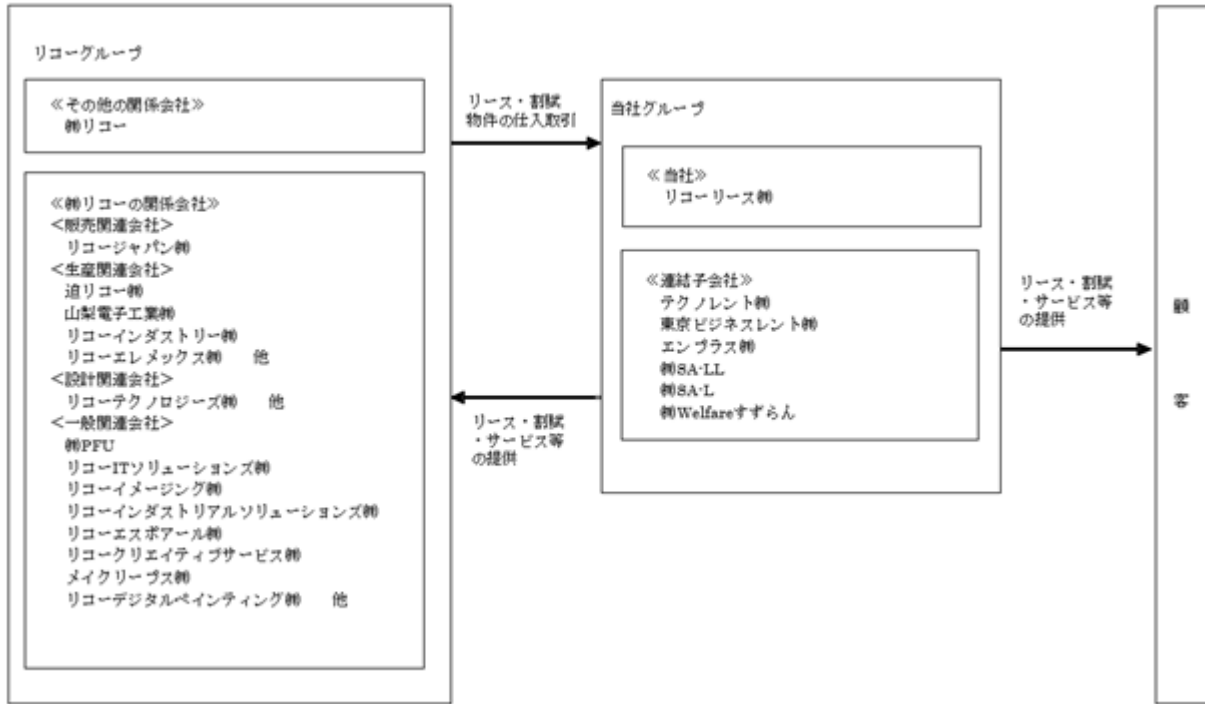 リコーグループ
≪その他の関係会社≫
㈱リコー
≪㈱リコーの関係会社≫
＜販売関連会社＞
リコージャパン㈱
＜生産関連会社＞
迫リコー㈱
山梨電子工業㈱
リコーインダストリー㈱
リコーエレメックス㈱　他
＜設計関連会社＞
リコーテクノロジーズ㈱　他
＜一般関連会社＞
㈱PFU
リコーITソリューションズ㈱
リコーイメージング㈱
リコーインダストリアルソリューションズ㈱
リコーエスポアール㈱
リコークリエイティブサービス㈱
メイクリープス㈱
リコーデジタルペインティング㈱　他
リース・割賦
物件の仕入取引
リース・割賦
・サービス等
の提供
当社グループ
≪当社≫
リコーリース㈱
≪連結子会社≫
テクノレント㈱
東京ビジネスレント㈱
エンプラス㈱
㈱SA-LL
㈱SA-L
㈱Welfareすずらん
リース・割賦
・サービス等
の提供
顧
客